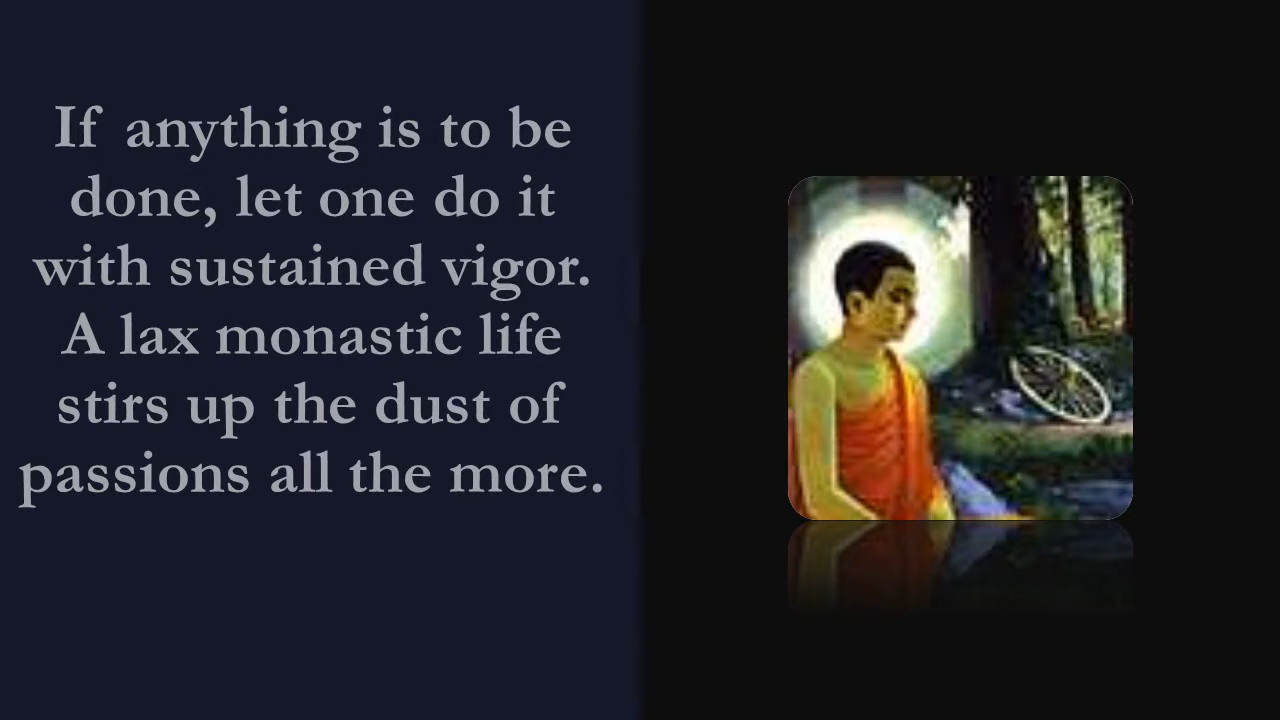 If anything is to be
done, let one do it
with sustained vigor.
A lax monastic life
stirs up the dust of
passions all the more.